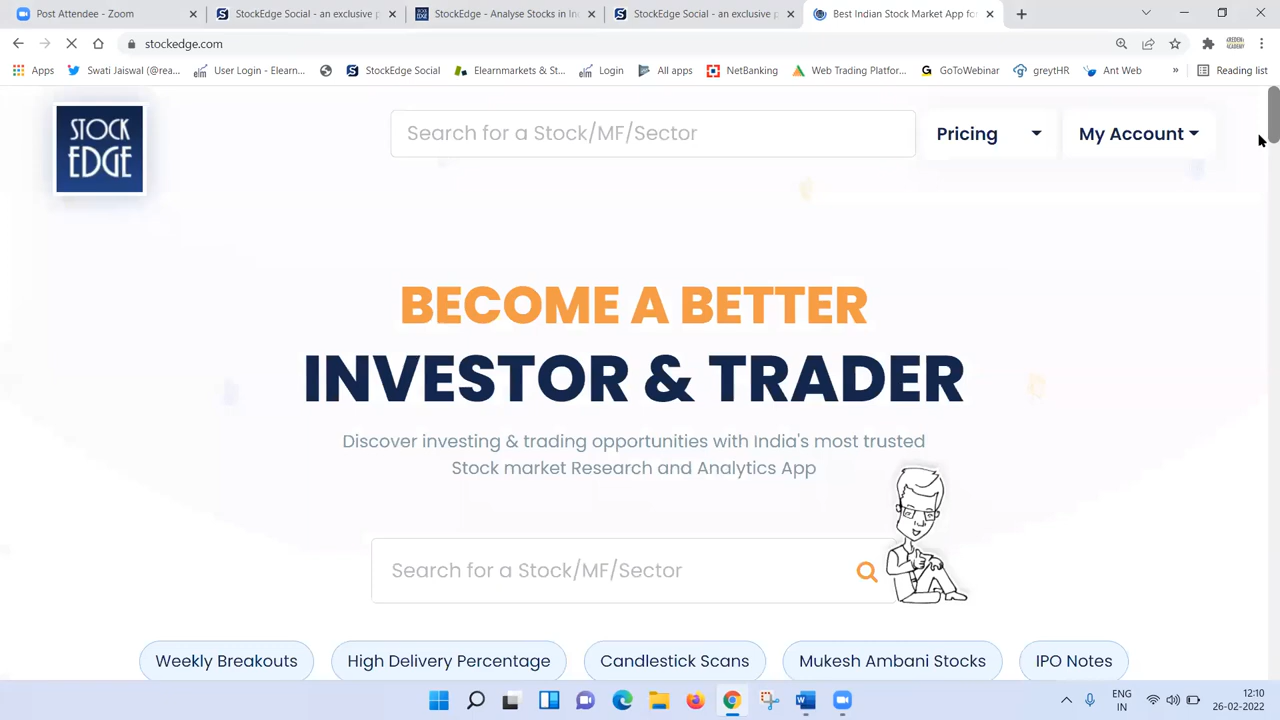 Post Attendee - Zoom
StockEdge Social - an exclusive p
StockEdge - Analyse Stocks in In
StockEdge Social - an exclusive p
Best Indian Stock Market App fo
stockedge.com
Apps
Swati Jaiswal (@rea...
User Login - Elearn...
StockEdge Social
Elearnmarkets & St...
Login
All apps
NetBanking
Web Trading Platfor...
GoToWebinar
greytHR
Ant Web
»
Reading list
STOCK
EDGE
Search for a Stock/MF/Sector
Pricing
My Account
BECOME A BETTER
INVESTOR & TRADER
Discover investing & trading opportunities with India's most trusted
Stock market Research and Analytics App
Search for a Stock/MF/Sector
Weekly Breakouts
High Delivery Percentage
Candlestick Scans
Mukesh Ambani Stocks
IPO Notes
ENG
IN
12:10
26-02-2022